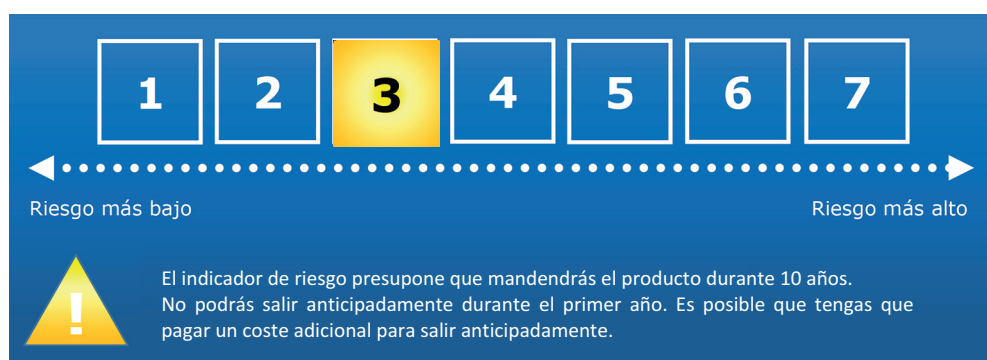 1 2 3 4 5 6 7
Riesgo más bajo Riesgo más alto
! El indicador de riesgo presupone que mandendrás el producto durante 10 años.
No podrás salir anticipadamente durante el primer año. Es posible que tengas que
pagar un coste adicional para salir anticipadamente.